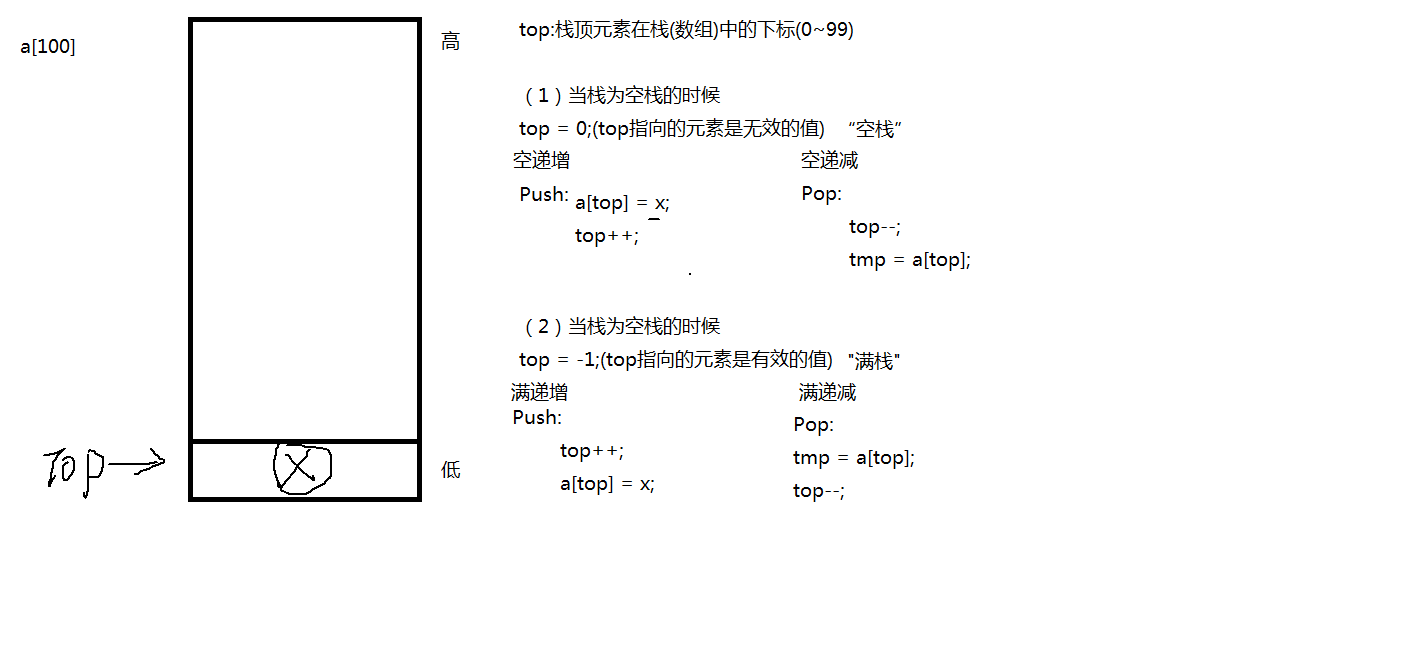 a[100]
高
top:栈顶元素在栈(数组)中的下标(0~99)
（1）当栈为空栈的时候
top = 0;(top指向的元素是无效的值) “空栈”
空递增 空递减
Push: a[top] = x; Pop:
top++; top--;
tmp = a[top];
（2）当栈为空栈的时候
top = -1;(top指向的元素是有效的值) "满栈"
满递增 满递减
Push: Pop:
top++; tmp = a[top];
a[top] = x; top--;
Top
X
低